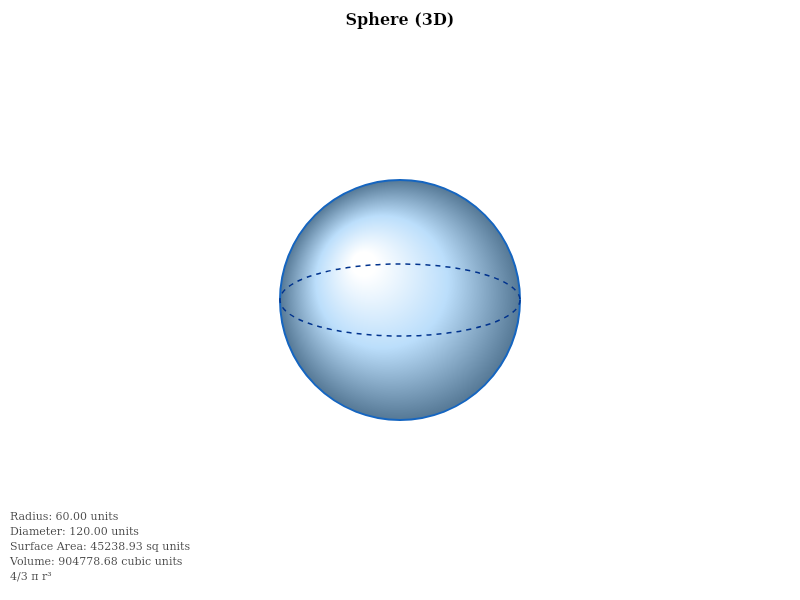 Sphere (3D)
Radius: 60.00 units
Diameter: 120.00 units
Surface Area: 45238.93 sq units
Volume: 904778.68 cubic units
4/3 π r³